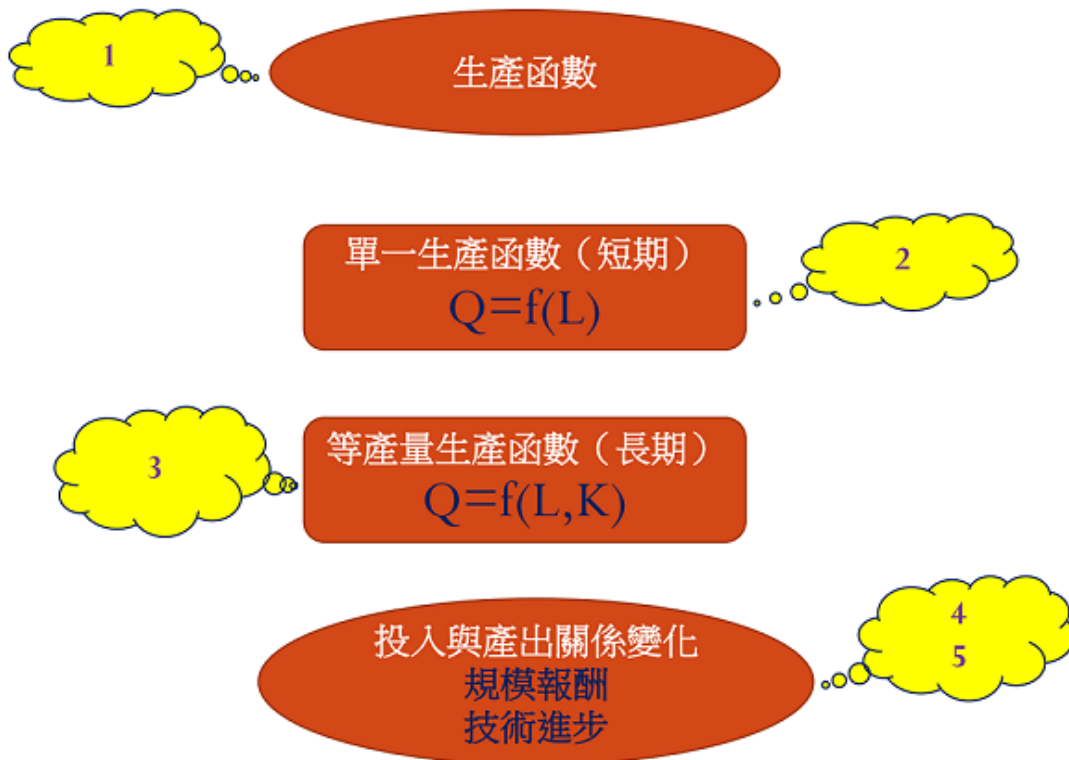 1
生產函數
單一生產函數（短期）
Q=f(L)
2
等產量生產函數（長期）
Q=f(L,K)
3
投入與產出關係變化
規模報酬
技術進步
4
5